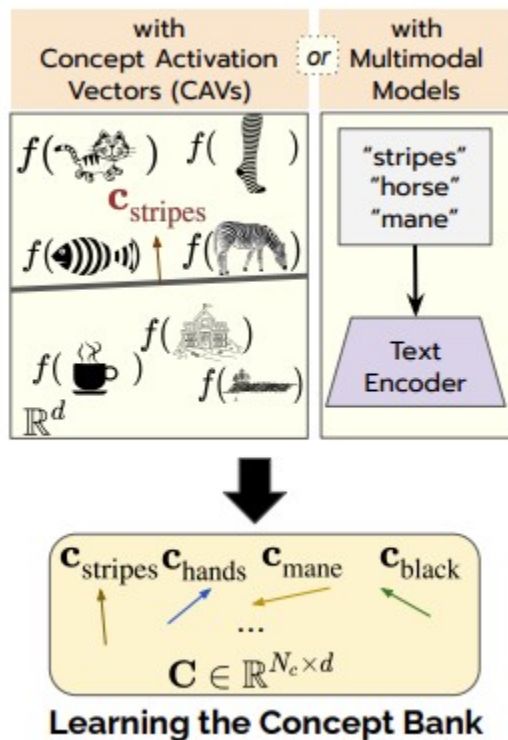 with
Concept Activation
Vectors (CAVs)
or
with
Multimodal
Models
f( )
f( )
c_stripes
f( )
f( )
f( )
f( )
f( )
ℝ^d
"stripes"
"horse"
"mane"
Text
Encoder
c_stripes c_hands c_mane c_black
...
C ∈ ℝ^{N_c×d}
Learning the Concept Bank